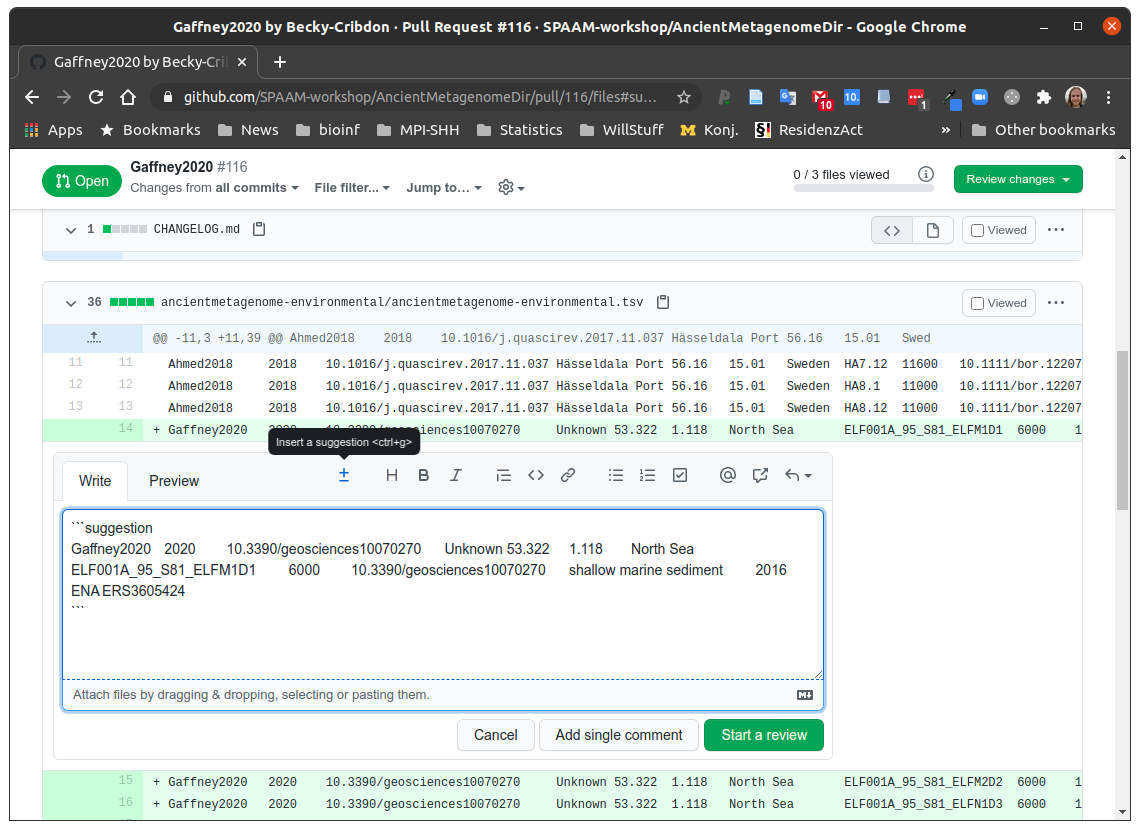 Gaffney2020 by Becky-Cribdon · Pull Request #116 · SPAAM-workshop/AncientMetagenomeDir - Google Chrome
Gaffney2020 by Becky-Crib
github.com/SPAAM-workshop/AncientMetagenomeDir/pull/116/files#su...
10 10. 1
Apps Bookmarks News bioinf MPI-SHH Statistics WillStuff Konj. ResidenzAct » Other bookmarks
Open Gaffney2020 #116
Changes from all commits File filter... Jump to... 0 / 3 files viewed Review changes
1 CHANGELOG.md Viewed
36 ancientmetagenome-environmental/ancientmetagenome-environmental.tsv Viewed
@@ -11,3 +11,39 @@ Ahmed2018 2018 10.1016/j.quascirev.2017.11.037 Hässeldala Port 56.16 15.01 Swed
11 11 Ahmed2018 2018 10.1016/j.quascirev.2017.11.037 Hässeldala Port 56.16 15.01 Sweden HA7.12 11600 10.1111/bor.12207
12 12 Ahmed2018 2018 10.1016/j.quascirev.2017.11.037 Hässeldala Port 56.16 15.01 Sweden HA8.1 11000 10.1111/bor.12207
13 13 Ahmed2018 2018 10.1016/j.quascirev.2017.11.037 Hässeldala Port 56.16 15.01 Sweden HA8.12 11000 10.1111/bor.12207
14 + Gaffney2020 2020 10.3390/geosciences10070270 Unknown 53.322 1.118 North Sea ELF001A_95_S81_ELFM1D1 6000 1
Insert a suggestion <ctrl+g>
Write Preview
```suggestion
Gaffney2020 2020 10.3390/geosciences10070270 Unknown 53.322 1.118 North Sea
ELF001A_95_S81_ELFM1D1 6000 10.3390/geosciences10070270 shallow marine sediment 2016
ENA ERS3605424
```
Attach files by dragging & dropping, selecting or pasting them.
Cancel Add single comment Start a review
15 + Gaffney2020 2020 10.3390/geosciences10070270 Unknown 53.322 1.118 North Sea ELF001A_95_S81_ELFM2D2 6000 1
16 + Gaffney2020 2020 10.3390/geosciences10070270 Unknown 53.322 1.118 North Sea ELF001A_95_S81_ELFN1D3 6000 1